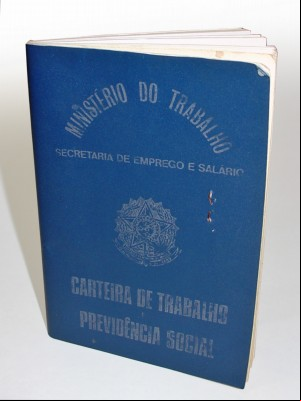 MINISTÉRIO DO TRABALHO
SECRETARIA DE EMPREGO E SALÁRIO
CARTEIRA DE TRABALHO
E
PREVIDÊNCIA SOCIAL